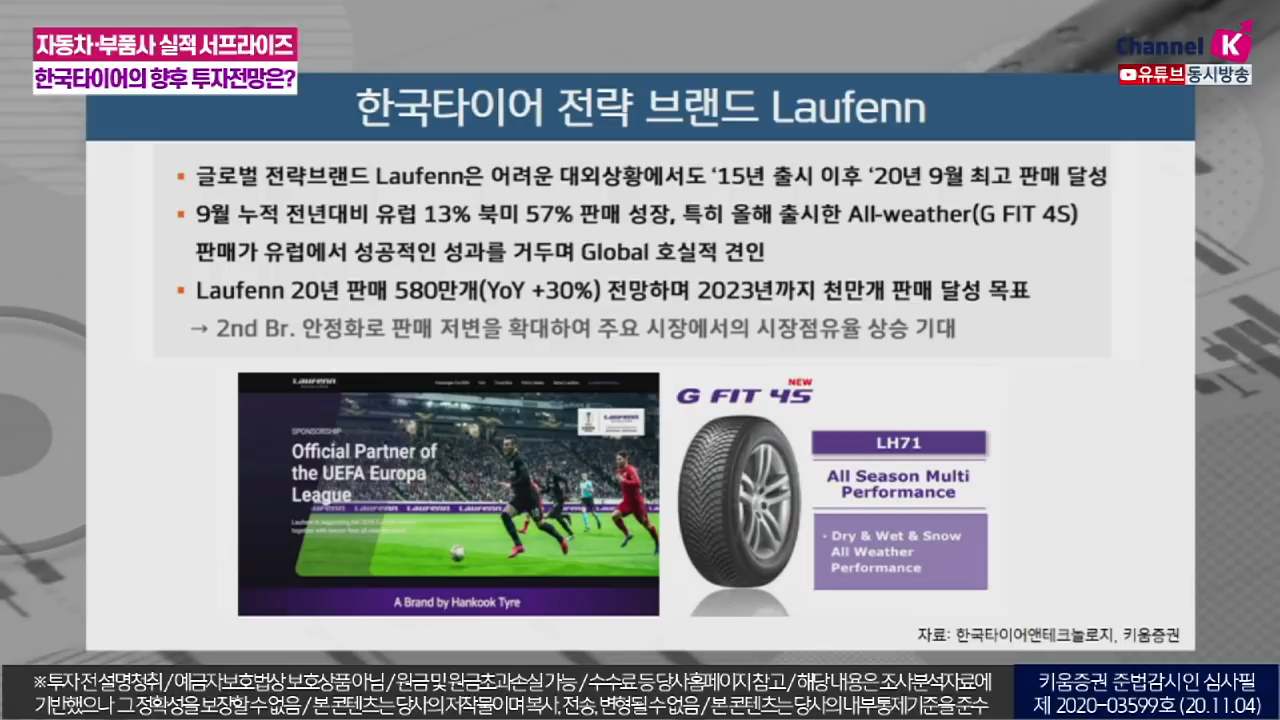 자동차·부품사 실적 서프라이즈
한국타이어의 향후 투자전망은?
Channel K
유튜브동시방송
한국타이어 전략 브랜드 Laufenn
▪ 글로벌 전략브랜드 Laufenn은 어려운 대외상황에서도 ‘15년 출시 이후 ‘20년 9월 최고 판매 달성
▪ 9월 누적 전년대비 유럽 13% 북미 57% 판매 성장, 특히 올해 출시한 All-weather(G FIT 4S)
판매가 유럽에서 성공적인 성과를 거두며 Global 호실적 견인
▪ Laufenn 20년 판매 580만개(YoY +30%) 전망하며 2023년까지 천만개 판매 달성 목표
→ 2nd Br. 안정화로 판매 저변을 확대하여 주요 시장에서의 시장점유율 상승 기대
Laufenn
SPONSORSHIP
Official Partner of
the UEFA Europa
League
Laufenn Laufenn Laufenn Laufenn
A Brand by Hankook Tyre
NEW
G FIT 4S
LH71
All Season Multi
Performance
· Dry & Wet & Snow
All Weather
Performance
자료: 한국타이어앤테크놀로지, 키움증권
※ 투자 전 설명청취 / 예금자보호법상 보호상품 아님 / 원금 및 원금초과손실 가능 / 수수료 등 당사홈페이지 참고 / 해당 내용은 조사분석자료에
기반했으나 그 정확성을 보장할 수 없음 / 본 콘텐츠는 당사의 저작물이며 복사, 전송, 변형될 수 없음 / 본 콘텐츠는 당사의 내부통제기준을 준수
키움증권 준법감시인 심사필
제 2020-03599호 (20.11.04)